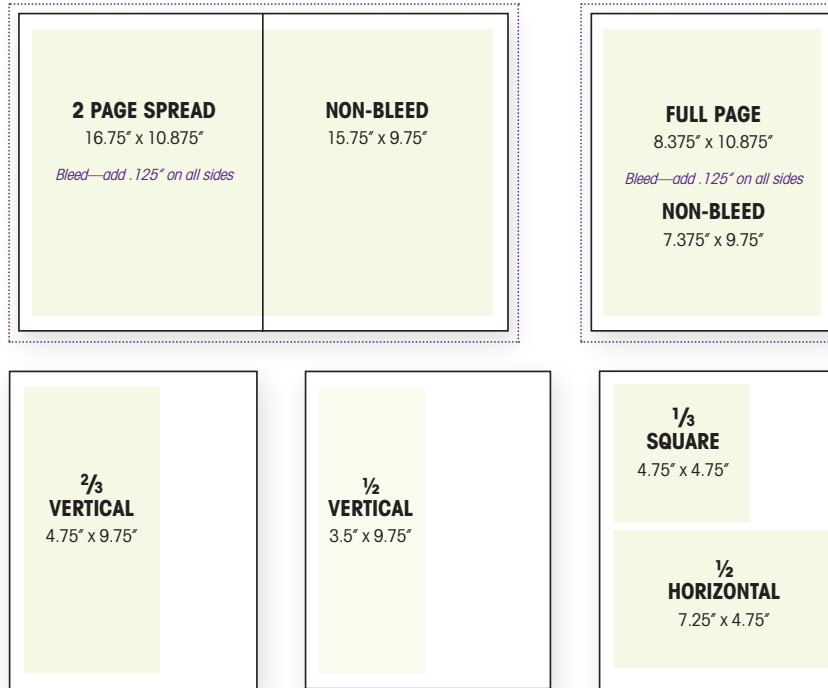 2 PAGE SPREAD
16.75″ x 10.875″
Bleed—add .125″ on all sides
NON-BLEED
15.75″ x 9.75″
FULL PAGE
8.375″ x 10.875″
Bleed—add .125″ on all sides
NON-BLEED
7.375″ x 9.75″
⅔
VERTICAL
4.75″ x 9.75″
½
VERTICAL
3.5″ x 9.75″
⅓
SQUARE
4.75″ x 4.75″
½
HORIZONTAL
7.25″ x 4.75″